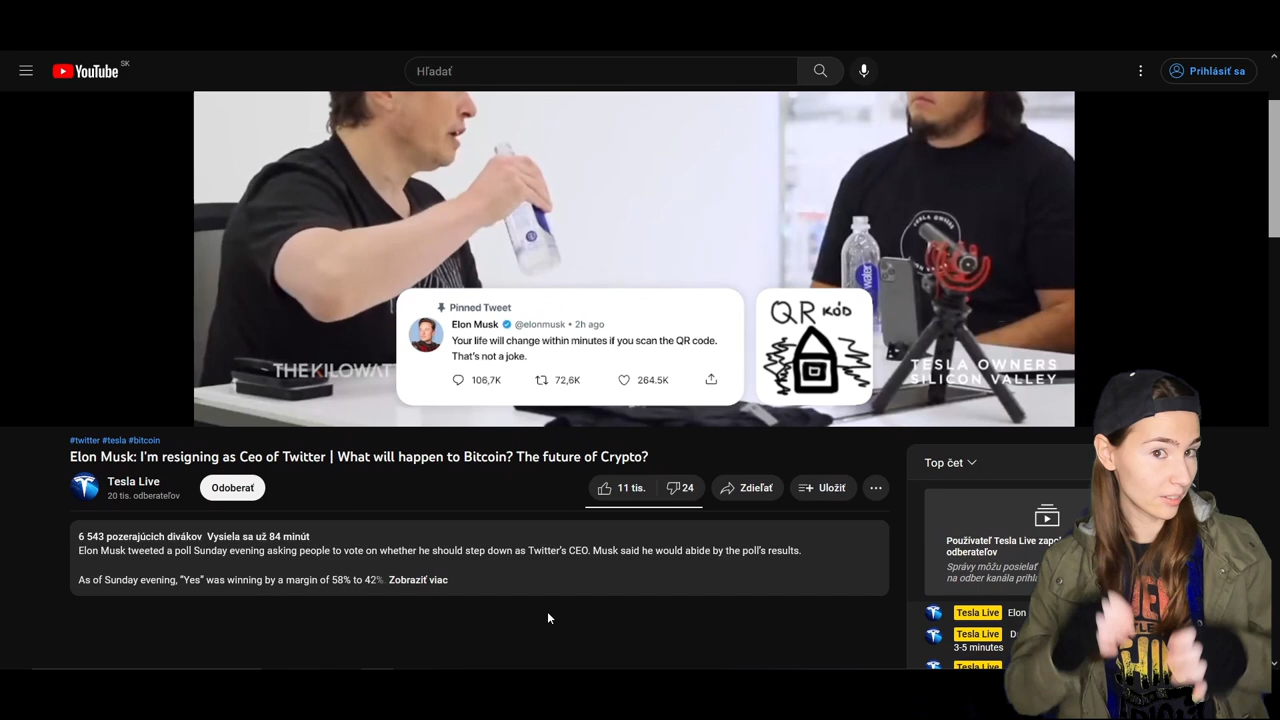 YouTube SK
Hľadať
Prihlásiť sa
Pinned Tweet
Elon Musk @elonmusk • 2h ago
Your life will change within minutes if you scan the QR code.
That's not a joke.
106,7K 72,6K 264.5K
QR KÓD
THEKILOWAT
TESLA OWNERS
SILICON VALLEY
water
#twitter #tesla #bitcoin
Elon Musk: I'm resigning as Ceo of Twitter | What will happen to Bitcoin? The future of Crypto?
Tesla Live
20 tis. odberateľov
Odoberať
11 tis. 24 Zdieľať Uložiť
6 543 pozerajúcich divákov Vysiela sa už 84 minút
Elon Musk tweeted a poll Sunday evening asking people to vote on whether he should step down as Twitter's CEO. Musk said he would abide by the poll's results.
As of Sunday evening, “Yes” was winning by a margin of 58% to 42%. Zobraziť viac
Top čet
Používateľ Tesla Live zapol
odberateľov
Správy môžu posielať
na odber kanála prihl
Tesla Live Elon
Tesla Live D
3-5 minutes
Tesla Live